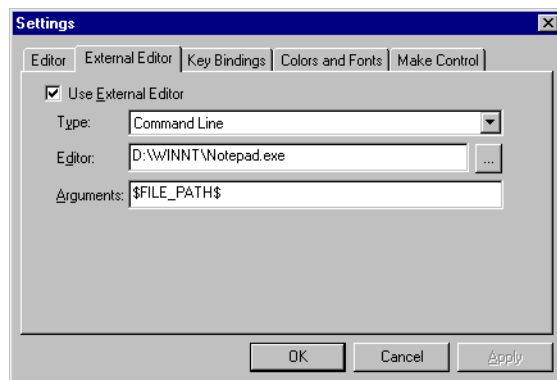 Settings
Editor External Editor Key Bindings Colors and Fonts Make Control
Use External Editor
Type: Command Line
Editor: D:\WINNT\Notepad.exe ...
Arguments: $FILE_PATH$
OK Cancel Apply